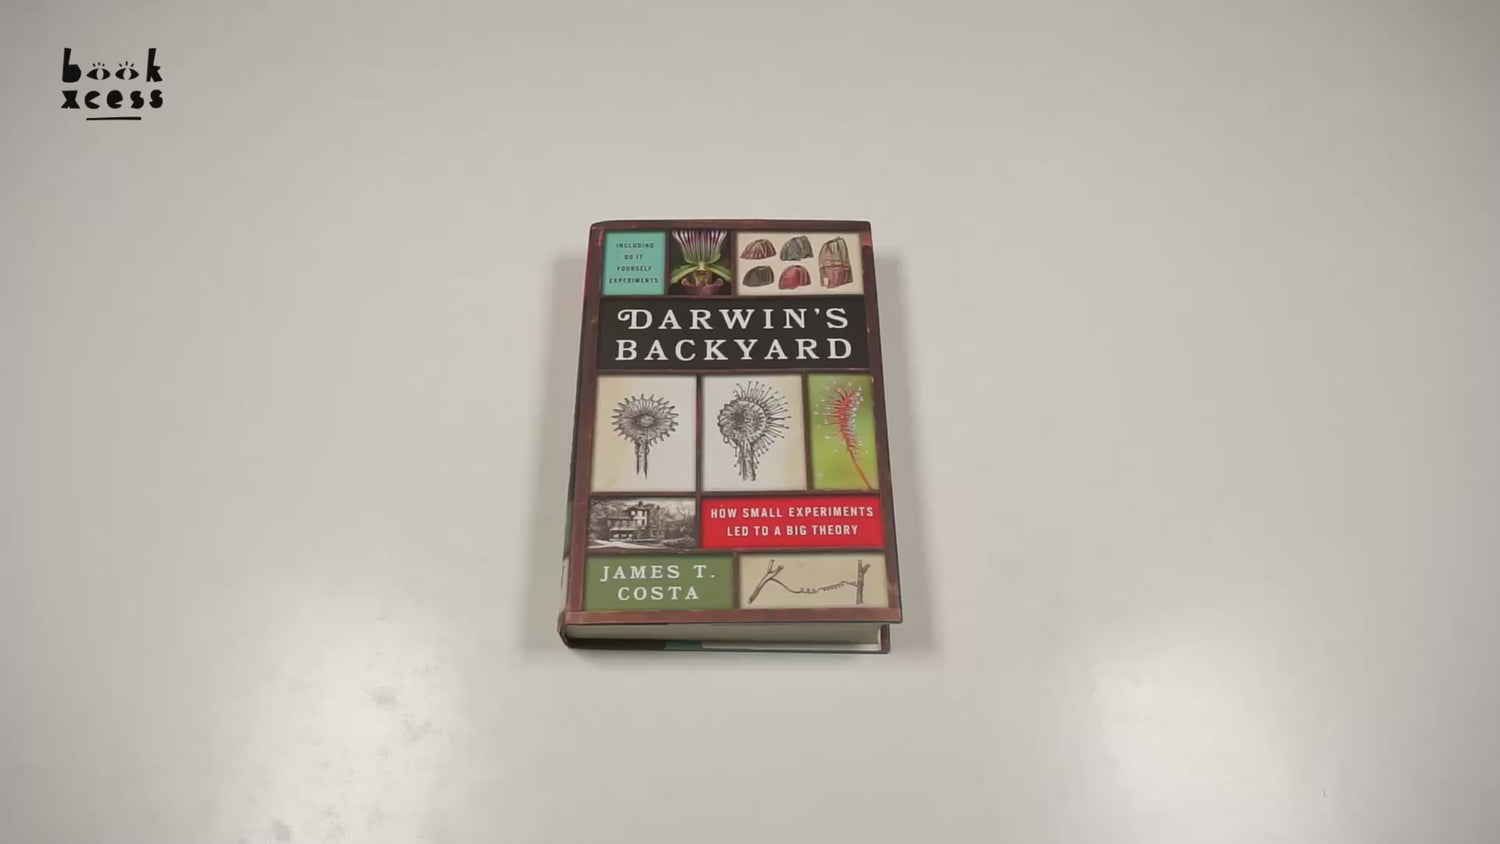 book
xcess
INCLUDING
DO IT
YOURSELF
EXPERIMENTS
DARWIN'S
BACKYARD
HOW SMALL EXPERIMENTS
LED TO A BIG THEORY
JAMES T.
COSTA